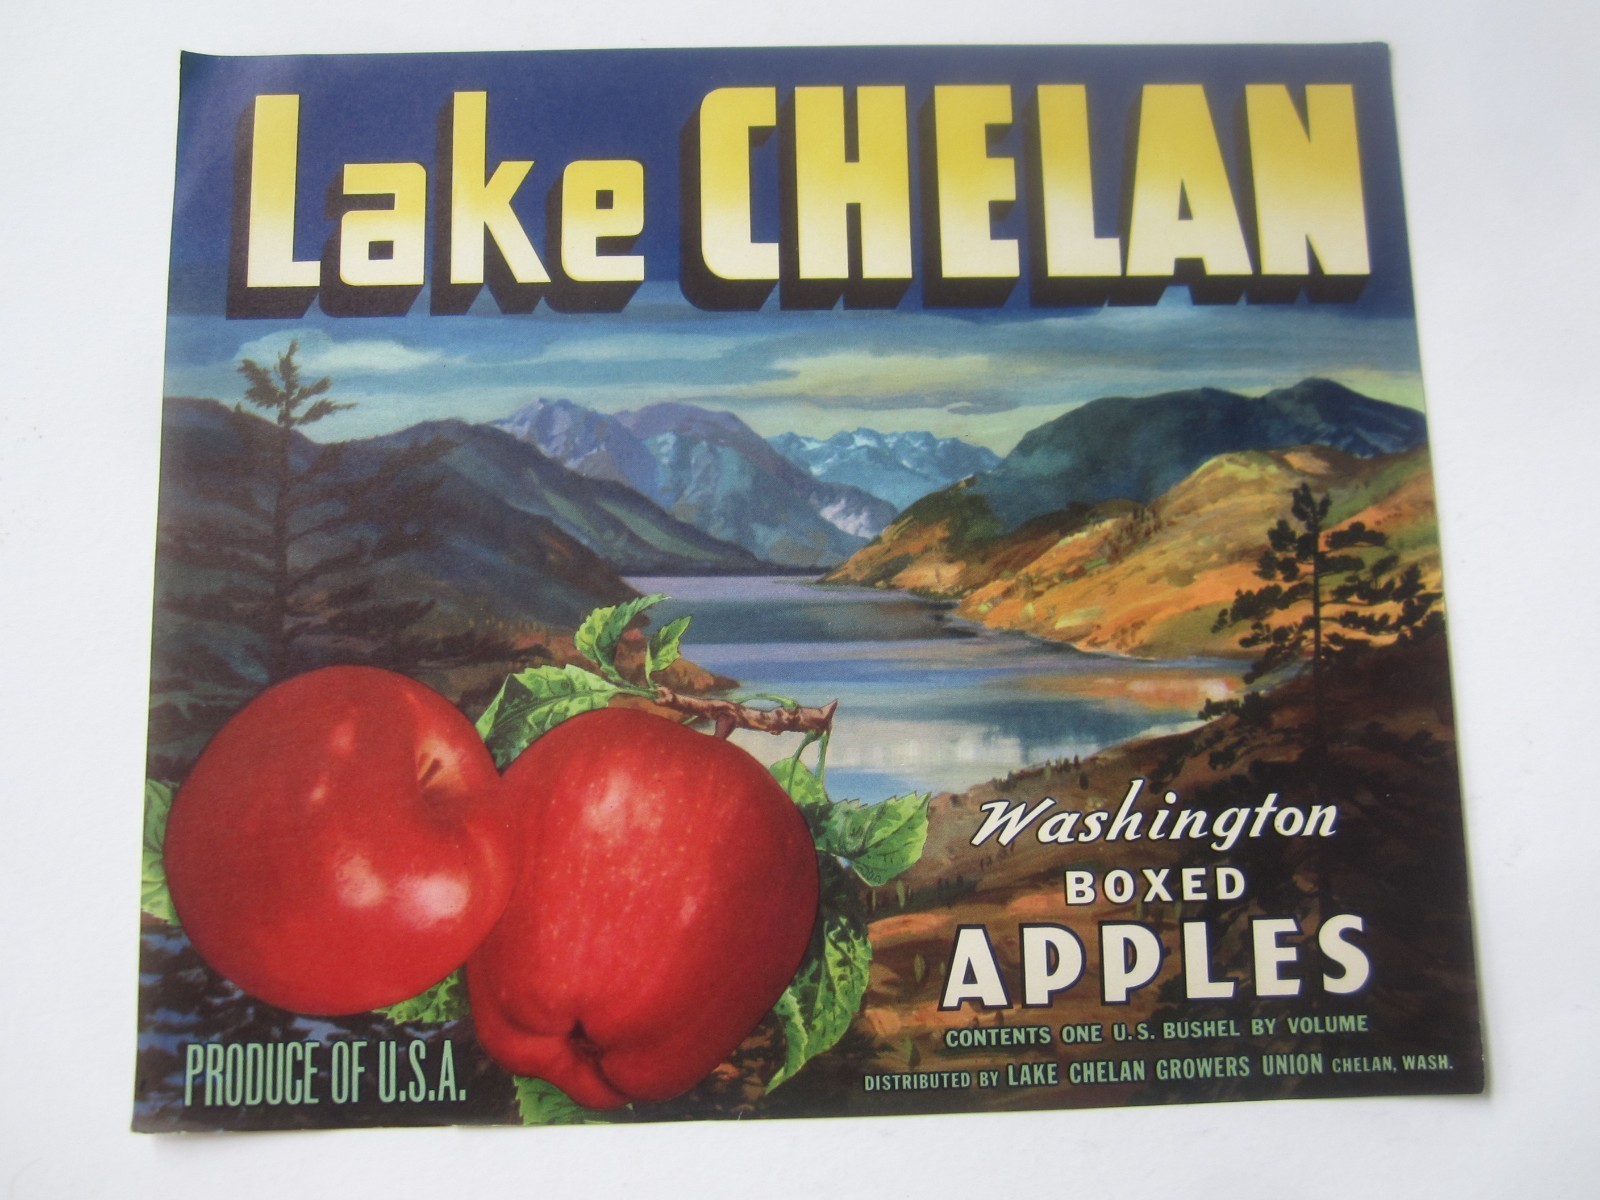 Lake CHELAN
Washington
BOXED
APPLES
CONTENTS ONE U.S. BUSHEL BY VOLUME
DISTRIBUTED BY LAKE CHELAN GROWERS UNION CHELAN, WASH.
PRODUCE OF U.S.A.